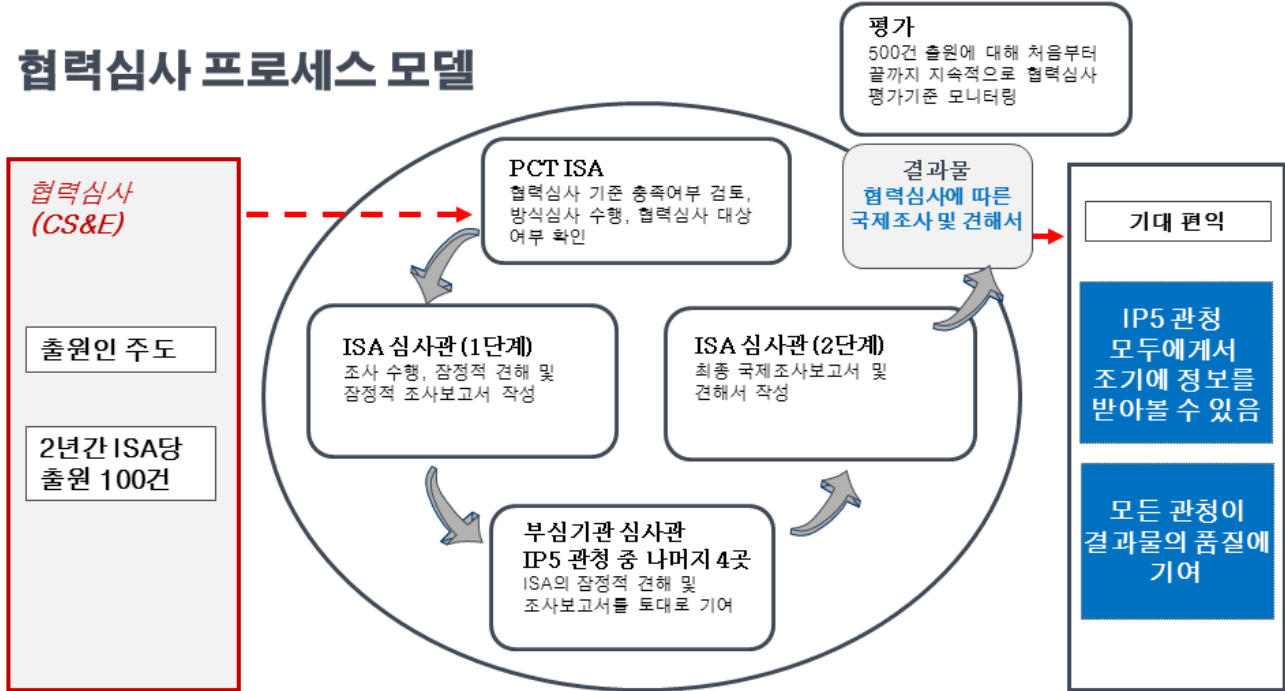 협력심사 프로세스 모델
평가
500건 출원에 대해 처음부터
끝까지 지속적으로 협력심사
평가기준 모니터링
협력심사
(CS&E)
출원인 주도
2년간 ISA당
출원 100건
PCT ISA
협력심사 기준 충족여부 검토,
방식심사 수행, 협력심사 대상
여부 확인
ISA 심사관 (1단계)
조사 수행, 잠정적 견해 및
잠정적 조사보고서 작성
부심기관 심사관
IP5 관청 중 나머지 4곳
ISA의 잠정적 견해 및
조사보고서를 토대로 기여
ISA 심사관 (2단계)
최종 국제조사보고서 및
견해서 작성
결과물
협력심사에 따른
국제조사 및 견해서
기대 편익
IP5 관청
모두에게서
조기에 정보를
받아볼 수 있음
모든 관청이
결과물의 품질에
기여